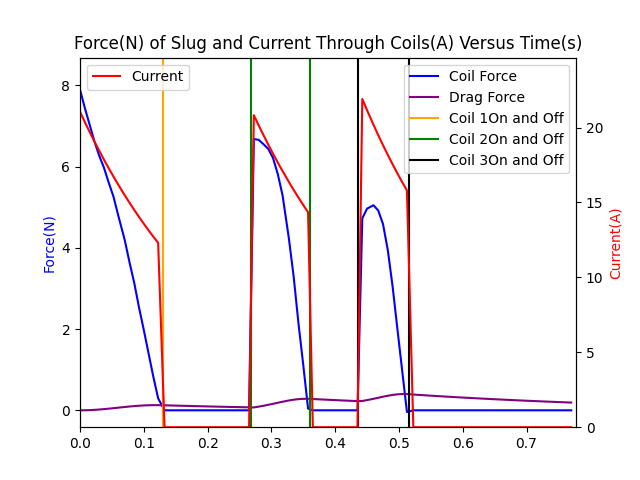 Force(N) of Slug and Current Through Coils(A) Versus Time(s)
Current
Coil Force
Drag Force
Coil 1On and Off
Coil 2On and Off
Coil 3On and Off
Force(N)
8
6
4
2
0
Current(A)
20
15
10
5
0
0.0 0.1 0.2 0.3 0.4 0.5 0.6 0.7